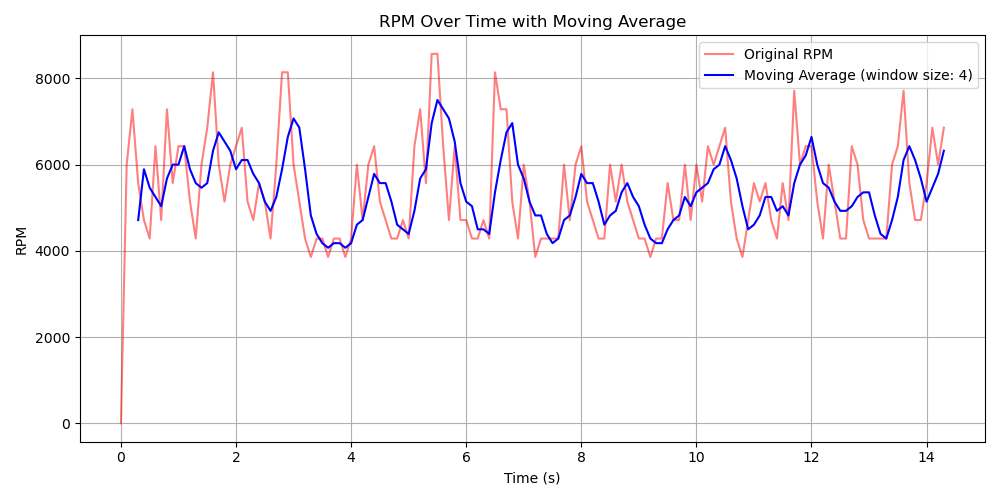 RPM Over Time with Moving Average
Original RPM
Moving Average (window size: 4)
8000
6000
4000
2000
0
RPM
0 2 4 6 8 10 12 14
Time (s)